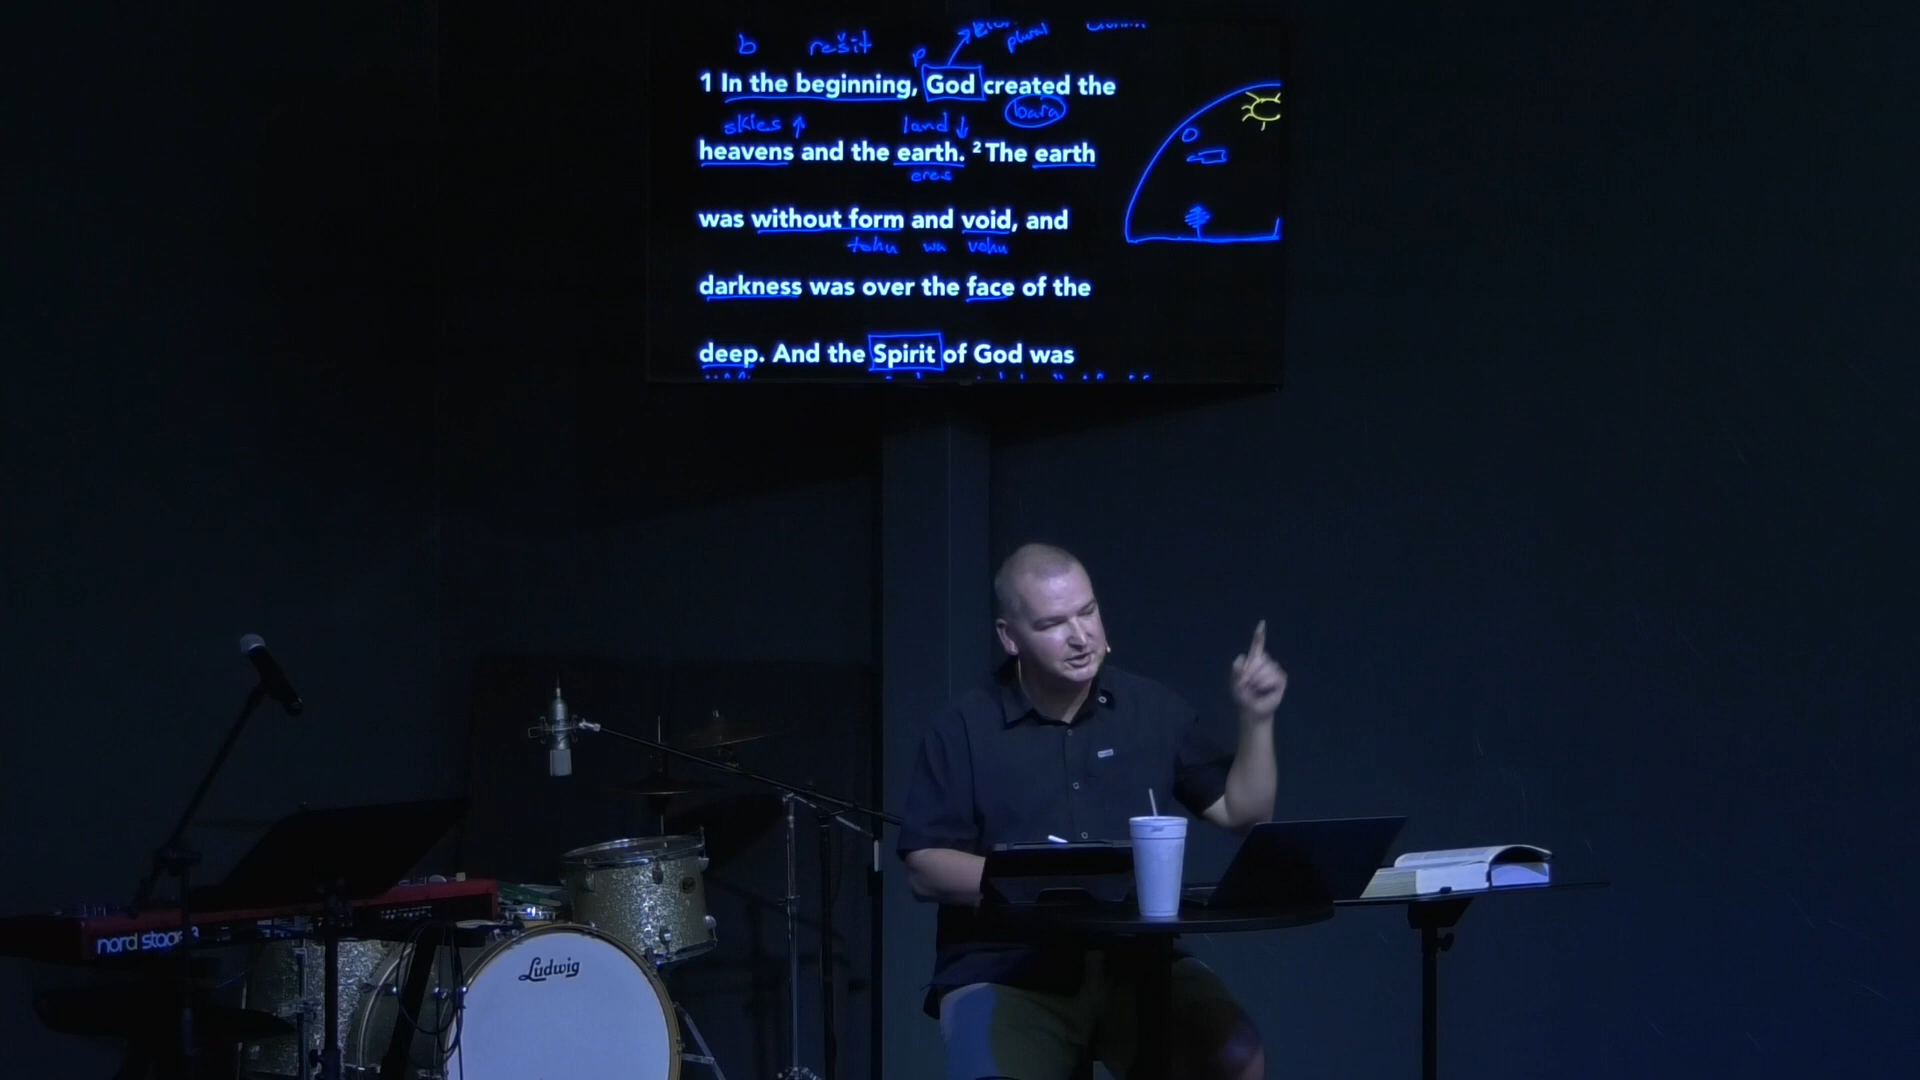 plural
b rešit p
1 In the beginning, God created the
bara
skies land
heavens and the earth. ² The earth
eres
was without form and void, and
tohu wa vohu
darkness was over the face of the
deep. And the Spirit of God was
nord stage 3
Ludwig